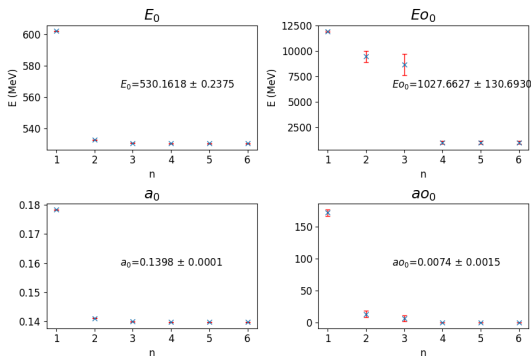 E₀
600
580
560
540
E (MeV)
E₀=530.1618 ± 0.2375
1 2 3 4 5 6
n
Eo₀
12500
10000
7500
5000
2500
E (MeV)
Eo₀=1027.6627 ± 130.6930
1 2 3 4 5 6
n
a₀
0.18
0.17
0.16
0.15
0.14
a₀=0.1398 ± 0.0001
1 2 3 4 5 6
n
ao₀
150
100
50
0
ao₀=0.0074 ± 0.0015
1 2 3 4 5 6
n